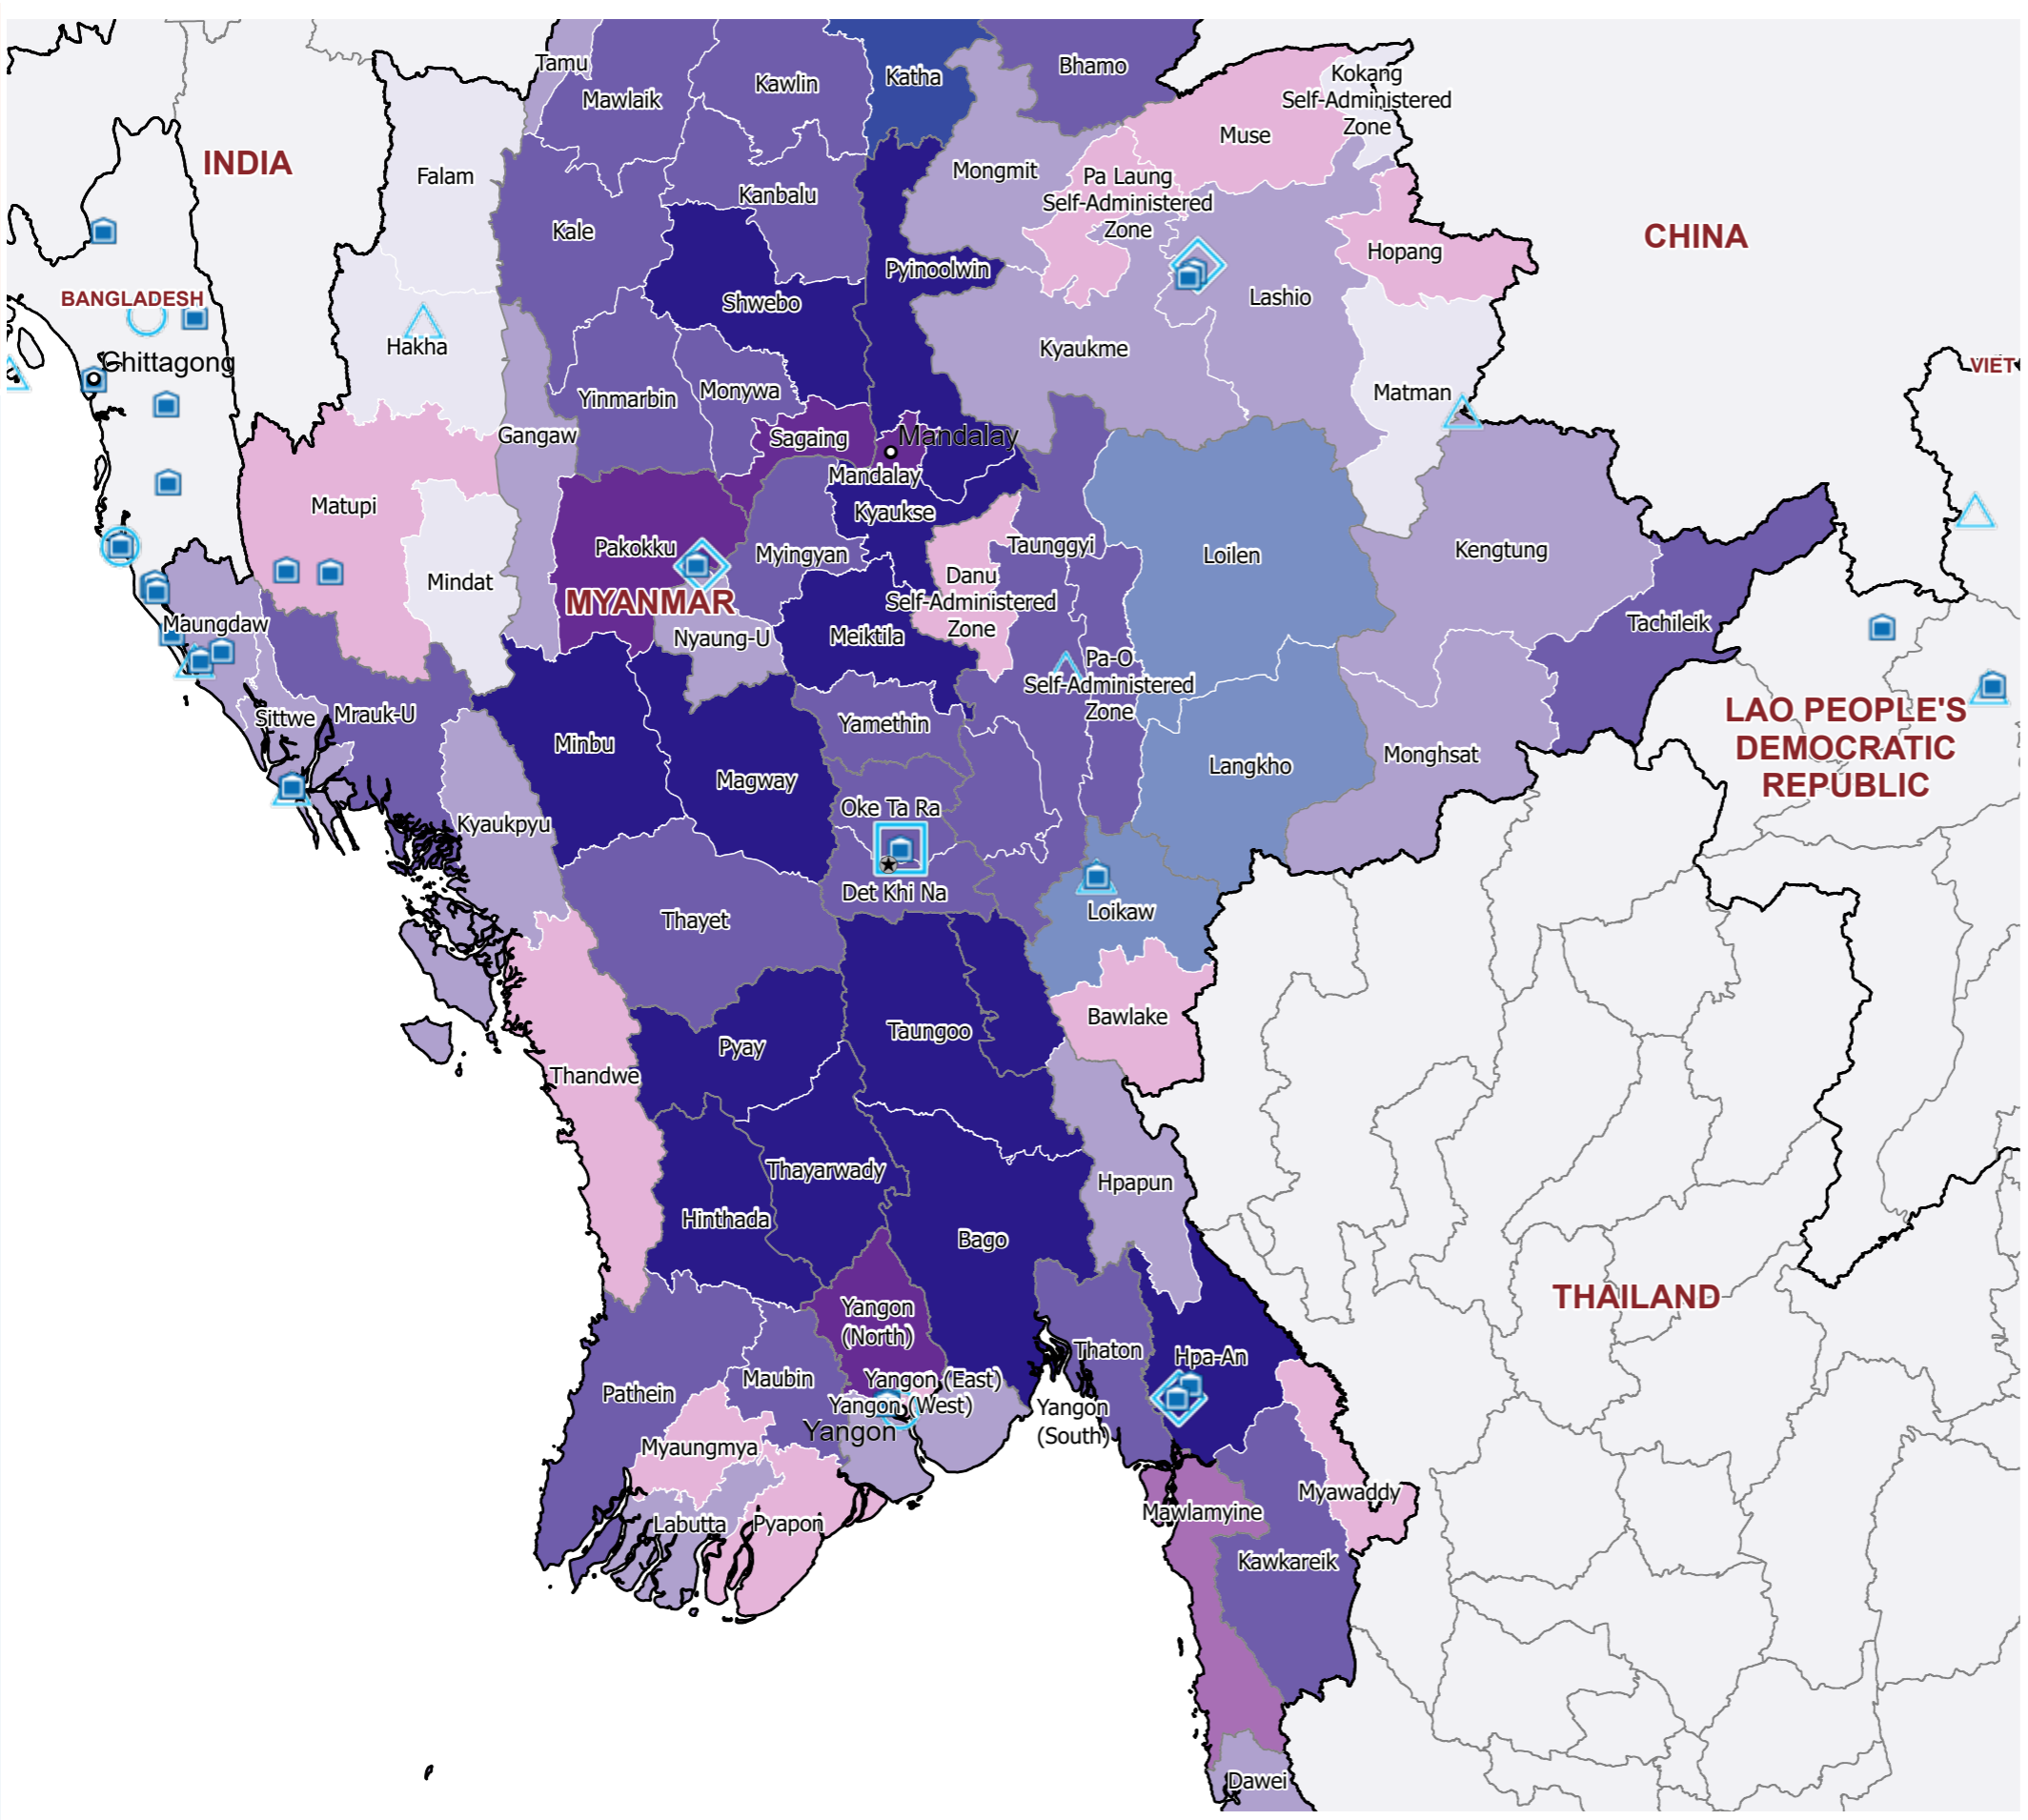 Tamu
Mawlaik
Kawlin
Katha
Bhamo
Kokang
Self-Administered
Zone
Muse
INDIA
Falam
Mongmit
Pa Laung
Self-Administered
Zone
Kanbalu
Kale
CHINA
Hopang
Pyinoolwin
BANGLADESH
Shwebo
Lashio
Hakha
Kyaukme
Chittagong
VIET
Yinmarbin
Monywa
Matman
Gangaw
Sagaing
Mandalay
Mandalay
Matupi
Kyaukse
Pakokku
Myingyan
Taunggyi
Loilen
Kengtung
Mindat
Danu
Self-Administered
Zone
MYANMAR
Maungdaw
Nyaung-U
Meiktila
Tachileik
Pa-O
Self-Administered
Zone
Sittwe
Mrauk-U
Yamethin
LAO PEOPLE'S
DEMOCRATIC
REPUBLIC
Minbu
Magway
Langkho
Monghsat
Oke Ta Ra
Kyaukpyu
Det Khi Na
Thayet
Loikaw
Bawlake
Taungoo
Pyay
Thandwe
Thayarwady
Hpapun
Hinthada
Bago
THAILAND
Yangon
(North)
Thaton
Hpa-An
Maubin
Yangon (East)
Pathein
Yangon (West)
Yangon
(South)
Yangon
Myaungmya
Myawaddy
Mawlamyine
Labutta
Pyapon
Kawkareik
Dawei